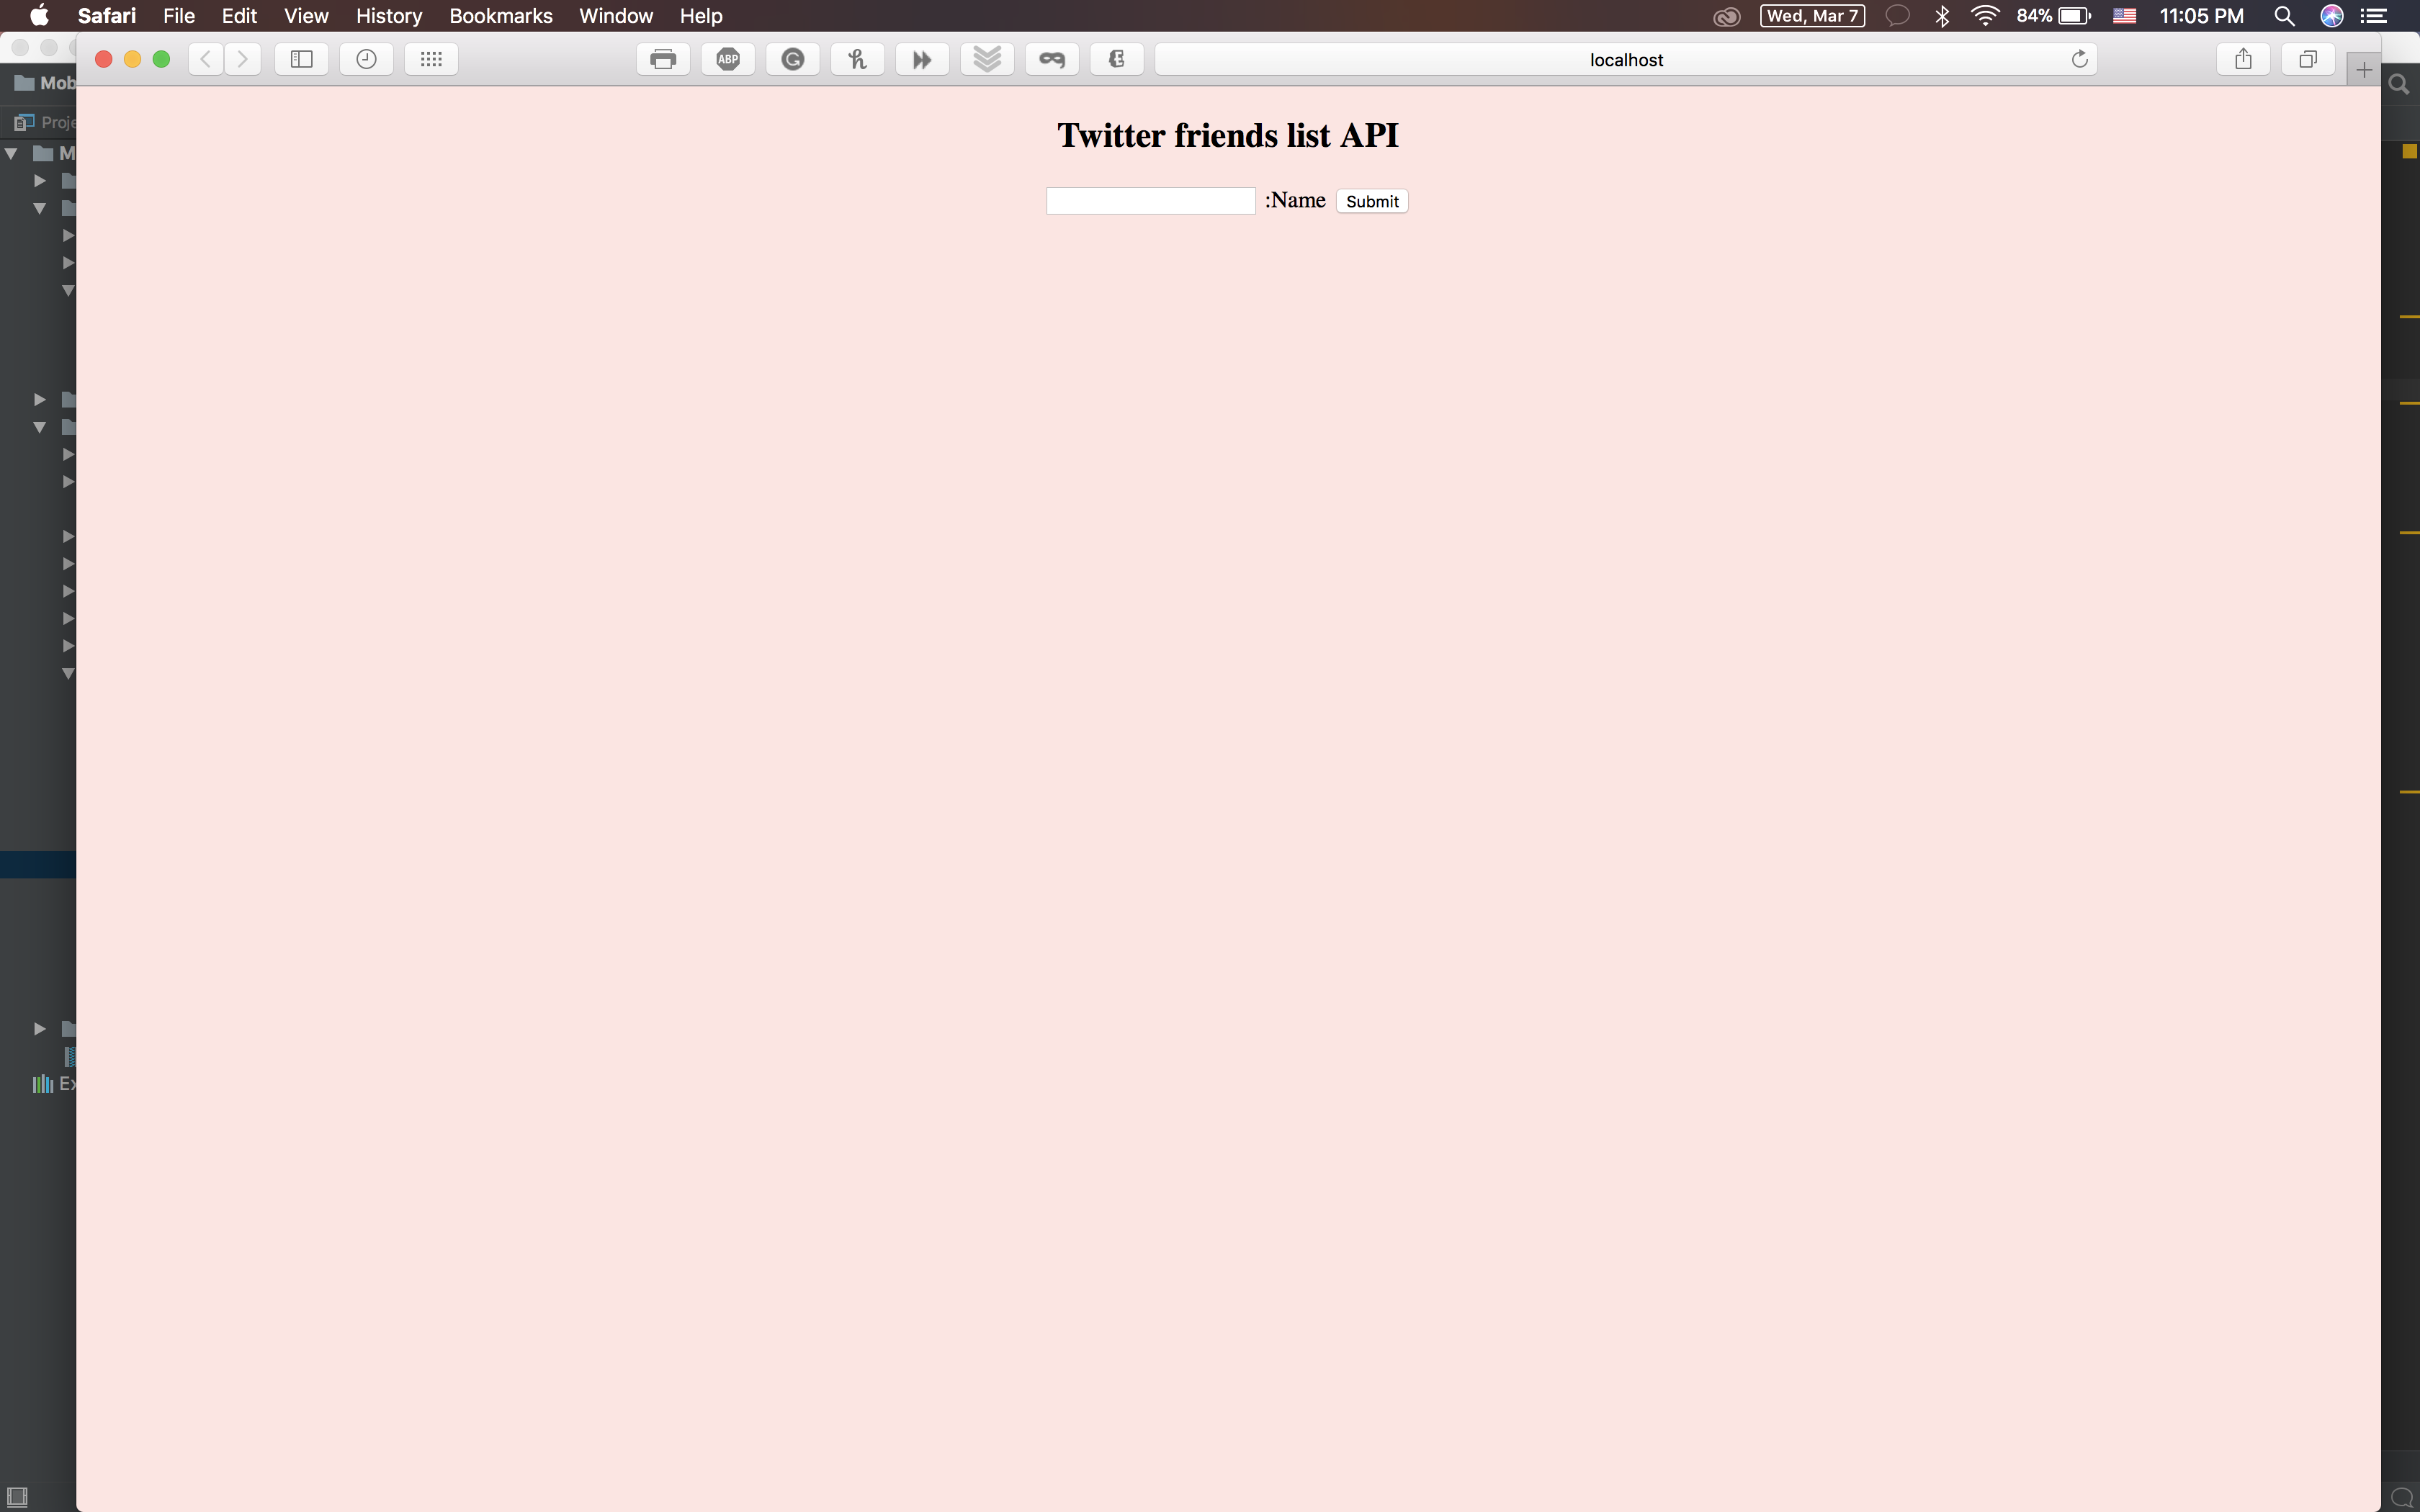 Safari File Edit View History Bookmarks Window Help Wed, Mar 7 84% 11:05 PM
ABP localhost
Mob
Proje
M
Twitter friends list API
:Name Submit
Ex